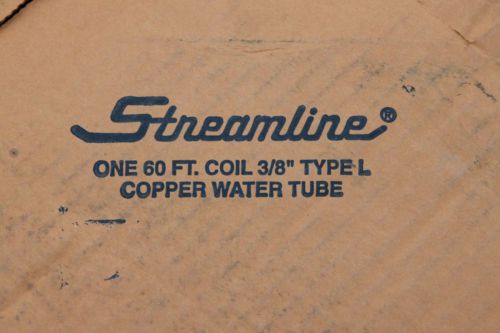 Streamline®
ONE 60 FT. COIL 3/8" TYPE L
COPPER WATER TUBE